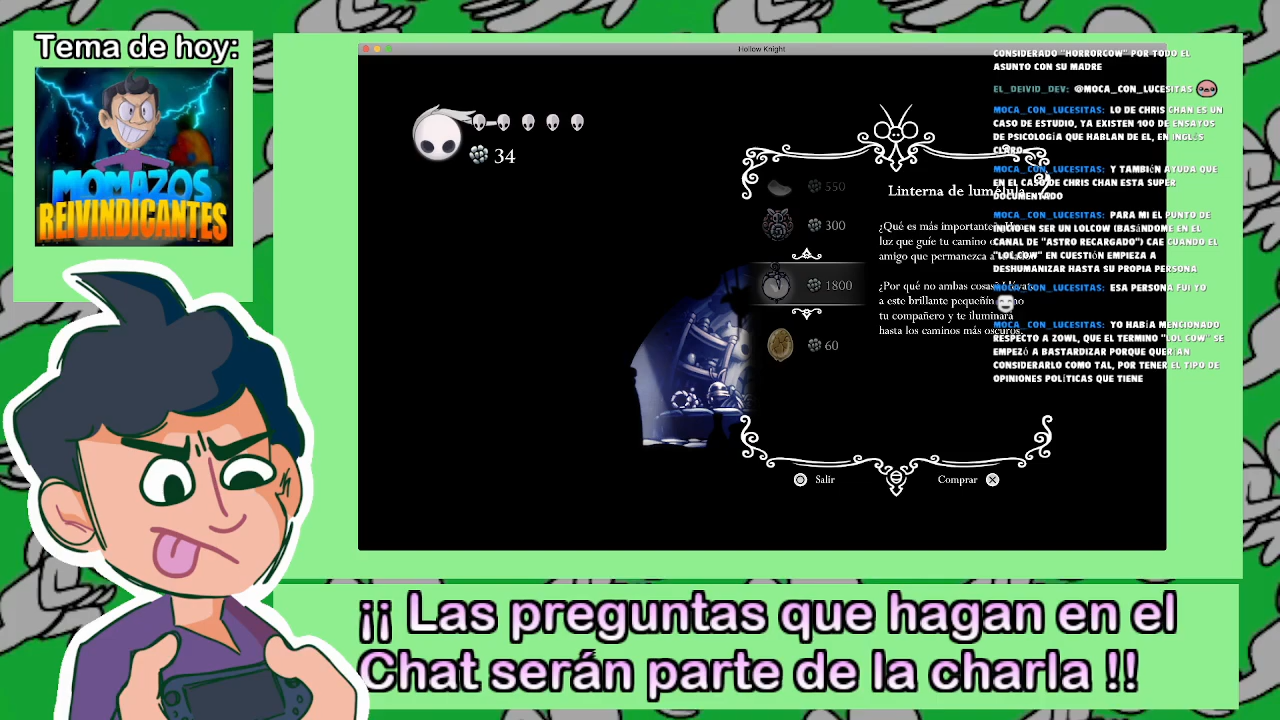 Tema de hoy:
MOMAZOS
REIVINDICANTES
Hollow Knight
34
550
300
1800
60
Linterna de lumélula
¿Qué es más importante?
luz que guíe tu camino o
amigo que permanezca a
¿Por qué no ambas cosas?
a este brillante
tu compañero y te iluminará
hasta los caminos más oscuros.
Salir
Comprar
CONSIDERADO "HORRORCOW" POR TODO EL
ASUNTO CON SU MADRE
EL_DEIVID_DEV: @MOCA_CON_LUCESITAS
MOCA_CON_LUCESITAS: LO DE CHRIS CHAN ES UN
CASO DE ESTUDIO, YA EXISTEN 100 DE ENSAYOS
DE PSICOLOGÍA QUE HABLAN DE EL, EN INGLÉS
CLARO
MOCA_CON_LUCESITAS: Y TAMBIÉN AYUDA QUE
EN EL CASO DE CHRIS CHAN ESTA SUPER
DOCUMENTADO
MOCA_CON_LUCESITAS: PARA MI EL PUNTO DE
INICIO EN SER UN LOLCOW (BASÁNDOME EN EL
CANAL DE "ASTRO RECARGADO") CAE CUANDO EL
"LOL COW" EN CUESTIÓN EMPIEZA A
DESHUMANIZAR HASTA SU PROPIA PERSONA
MOCA_CON_LUCESITAS: ESA PERSONA FUI YO
MOCA_CON_LUCESITAS: YO HABÍA MENCIONADO
RESPECTO A ZOWL, QUE EL TERMINO "LOL COW" SE
EMPEZÓ A BASTARDIZAR PORQUE QUERÍAN
CONSIDERARLO COMO TAL, POR TENER EL TIPO DE
OPINIONES POLÍTICAS QUE TIENE
¡¡ Las preguntas que hagan en el
Chat serán parte de la charla !!